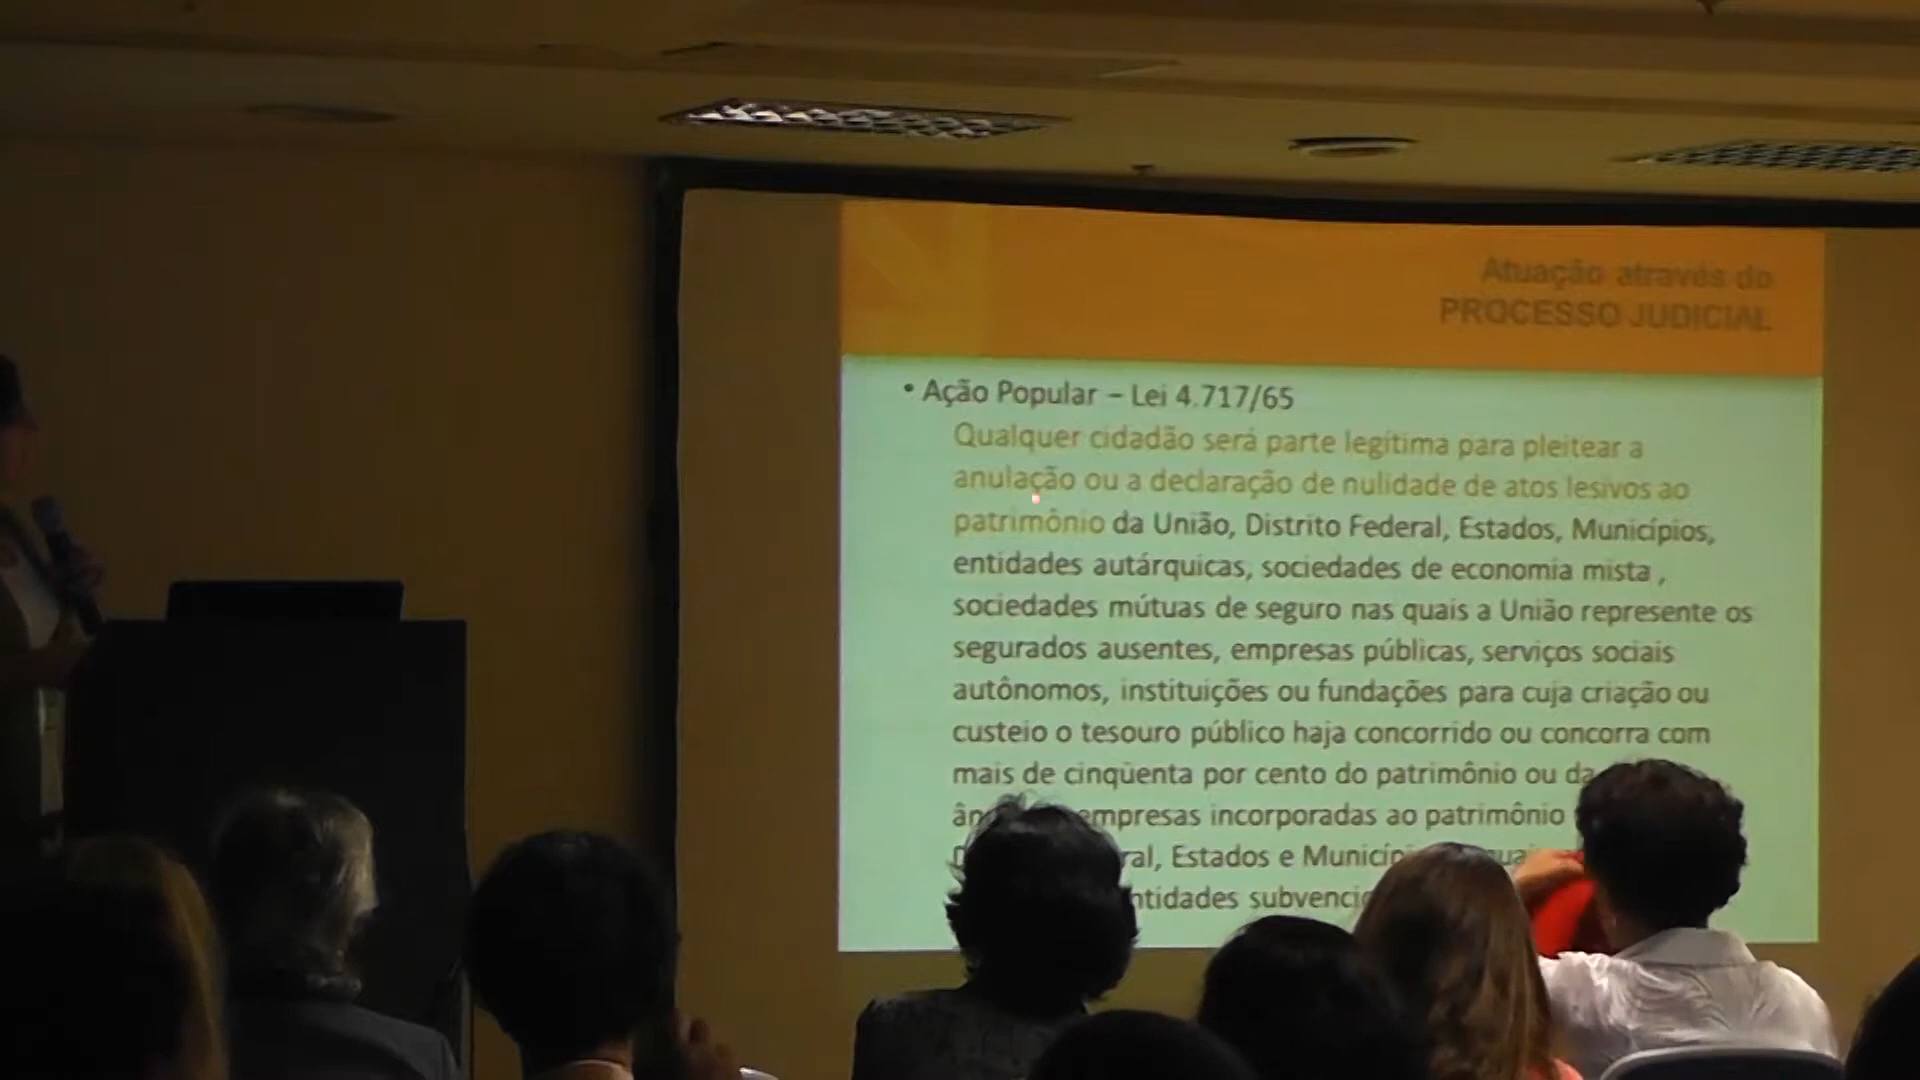 Atuação através do
PROCESSO JUDICIAL
• Ação Popular – Lei 4.717/65
Qualquer cidadão será parte legítima para pleitear a
anulação ou a declaração de nulidade de atos lesivos ao
patrimônio da União, Distrito Federal, Estados, Municípios,
entidades autárquicas, sociedades de economia mista ,
sociedades mútuas de seguro nas quais a União represente os
segurados ausentes, empresas públicas, serviços sociais
autônomos, instituições ou fundações para cuja criação ou
custeio o tesouro público haja concorrido ou concorra com
mais de cinqüenta por cento do patrimônio ou da
empresas incorporadas ao patrimônio
Estados e